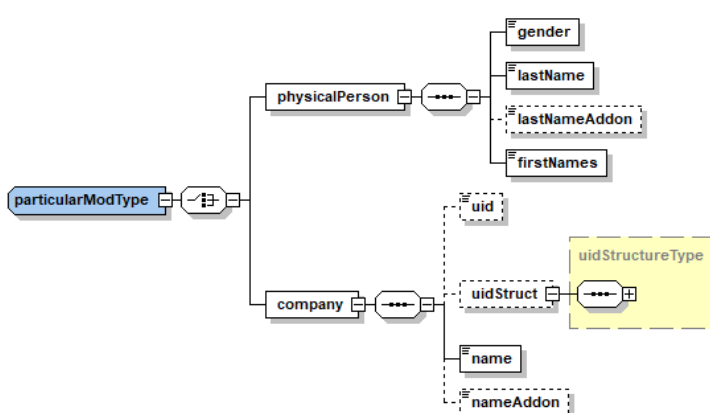 gender
lastName
physicalPerson
lastNameAddon
firstNames
particularModType
uid
uidStructureType
uidStruct
company
name
nameAddon